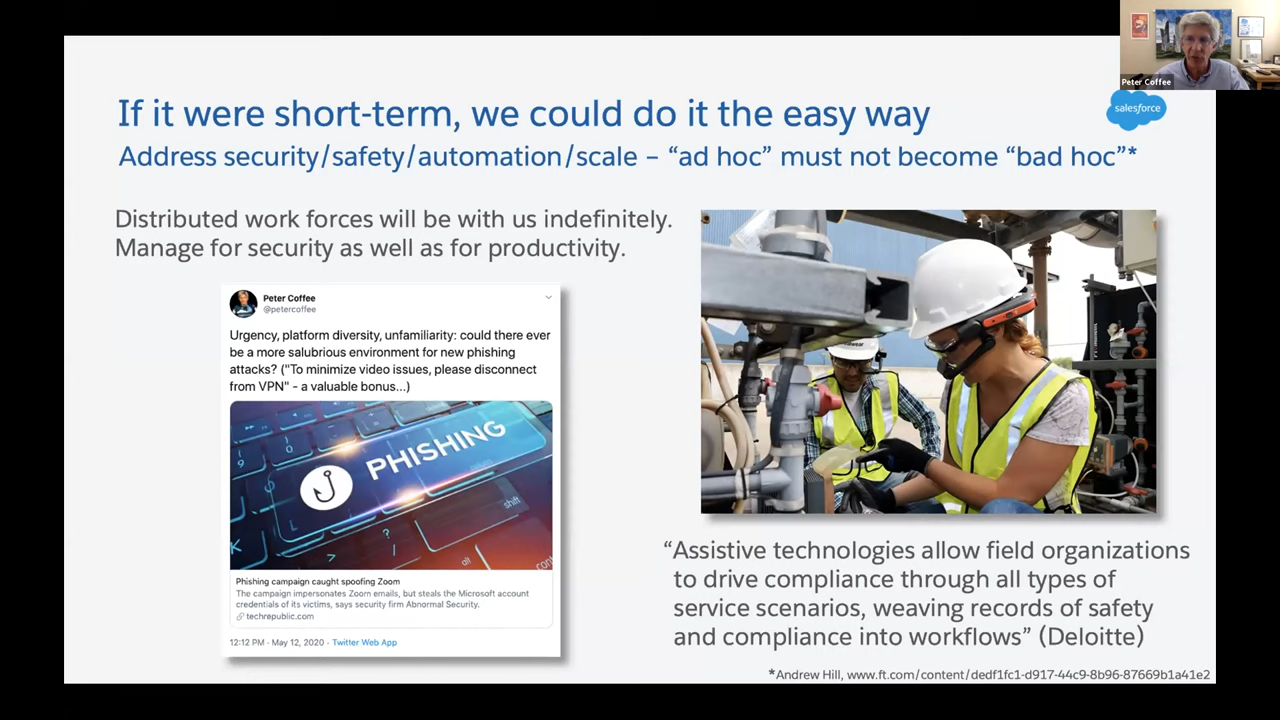 Peter Coffee
If it were short-term, we could do it the easy way
salesforce
Address security/safety/automation/scale – “ad hoc” must not become “bad hoc”*
Distributed work forces will be with us indefinitely.
Manage for security as well as for productivity.
Peter Coffee
@petercoffee
Urgency, platform diversity, unfamiliarity: could there ever
be a more salubrious environment for new phishing
attacks? ("To minimize video issues, please disconnect
from VPN" - a valuable bonus...)
PHISHING
shift
alt
Phishing campaign caught spoofing Zoom
The campaign impersonates Zoom emails, but steals the Microsoft account
credentials of its victims, says security firm Abnormal Security.
techrepublic.com
12:12 PM · May 12, 2020 · Twitter Web App
“Assistive technologies allow field organizations
to drive compliance through all types of
service scenarios, weaving records of safety
and compliance into workflows” (Deloitte)
*Andrew Hill, www.ft.com/content/dedf1fc1-d917-44c9-8b96-87669b1a41e2